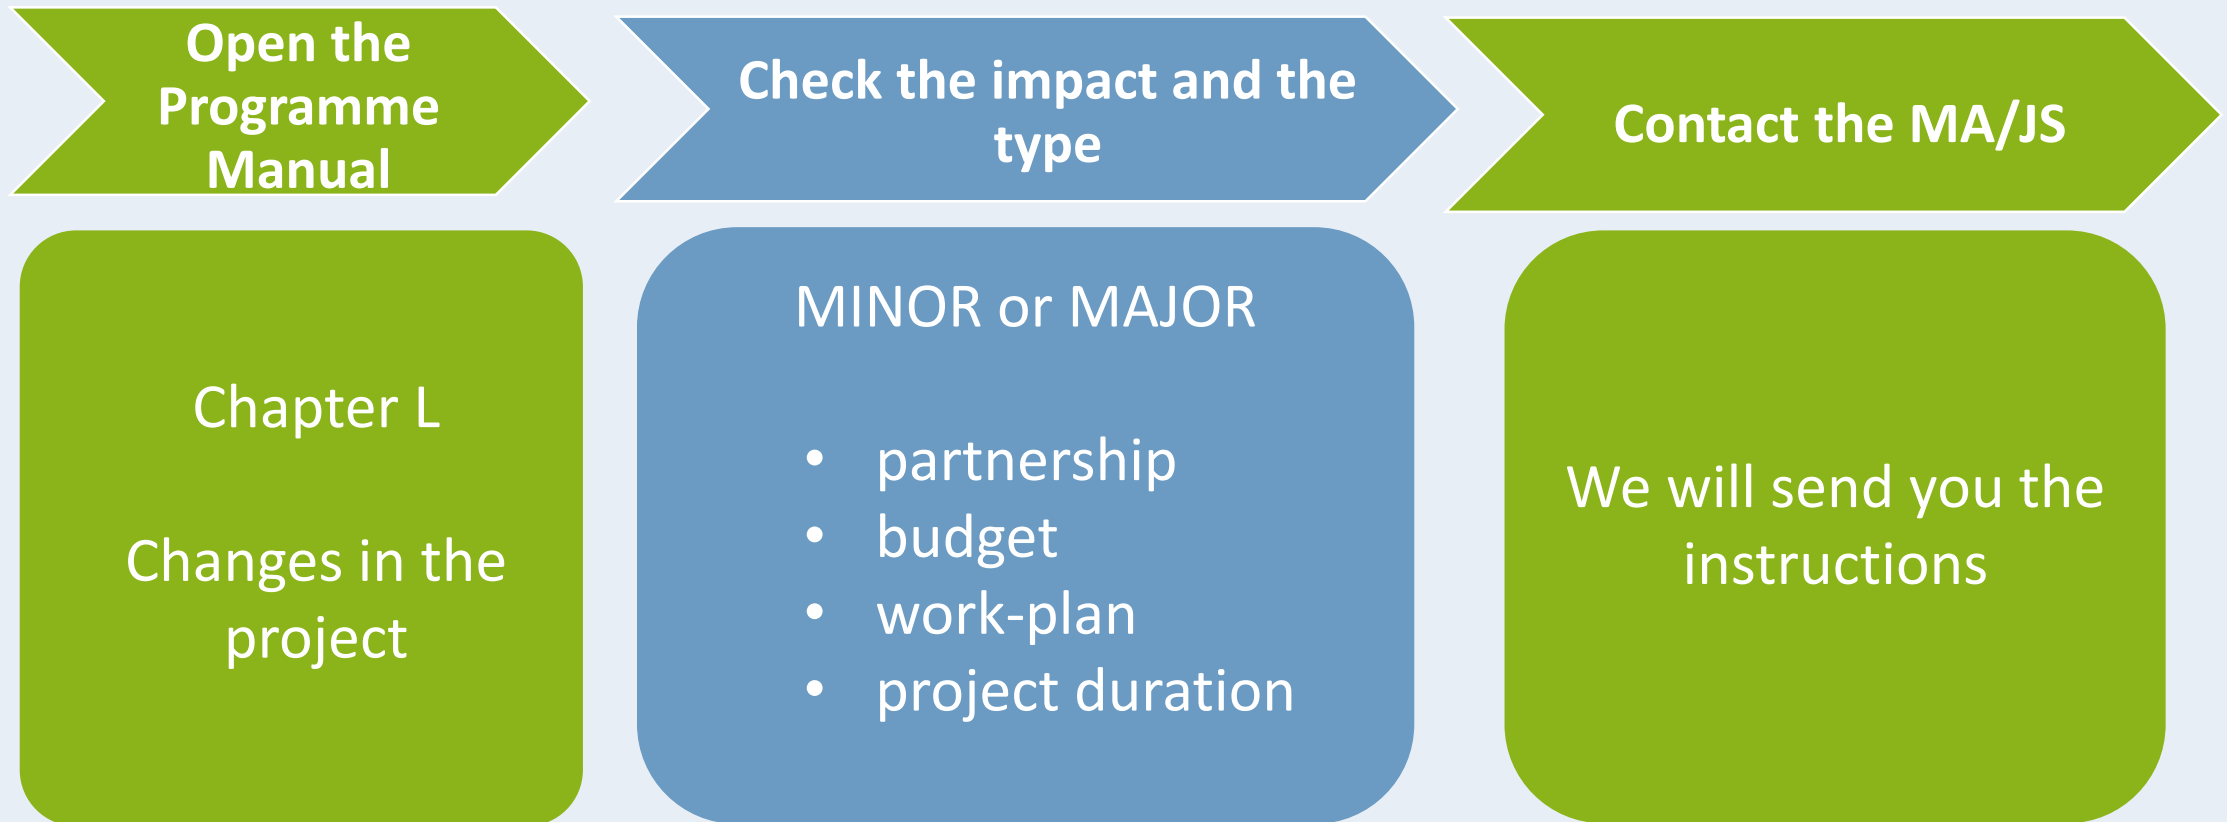 Open the
Programme
Manual
Check the impact and the
type
Contact the MA/JS
Chapter L
Changes in the
project
MINOR or MAJOR
• partnership
• budget
• work-plan
• project duration
We will send you the
instructions